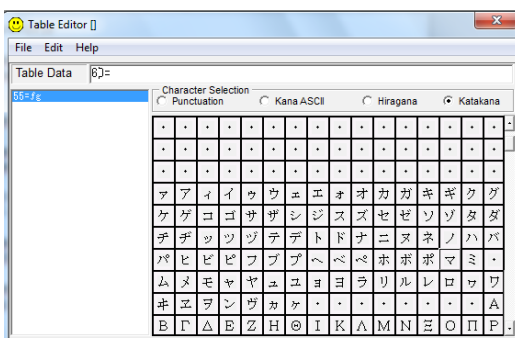 Table Editor []
File Edit Help
Table Data 6)=
55=fg
Character Selection
Punctuation Kana ASCII Hiragana Katakana
・ ・ ・ ・ ・ ・ ・ ・ ・ ・ ・ ・ ・ ・ ・ ・
・ ・ ・ ・ ・ ・ ・ ・ ・ ・ ・ ・ ・ ・ ・ ・
・ ・ ・ ・ ・ ・ ・ ・ ・ ・ ・ ・ ・ ・ ・ ・
ァ ア ィ イ ゥ ウ ェ エ ォ オ カ ガ キ ギ ク グ
ケ ゲ コ ゴ サ ザ シ ジ ス ズ セ ゼ ソ ゾ タ ダ
チ ヂ ッ ツ ヅ テ デ ト ド ナ ニ ヌ ネ ノ ハ バ
パ ヒ ビ ピ フ ブ プ ヘ ベ ペ ホ ボ ポ マ ミ ・
ム メ モ ャ ヤ ュ ユ ョ ヨ ラ リ ル レ ロ ヮ ワ
ヰ ヱ ヲ ン ヴ ヵ ヶ ・ ・ ・ ・ ・ ・ ・ ・ Α
Β Γ Δ Ε Ζ Η Θ Ι Κ Λ Μ Ν Ξ Ο Π Ρ